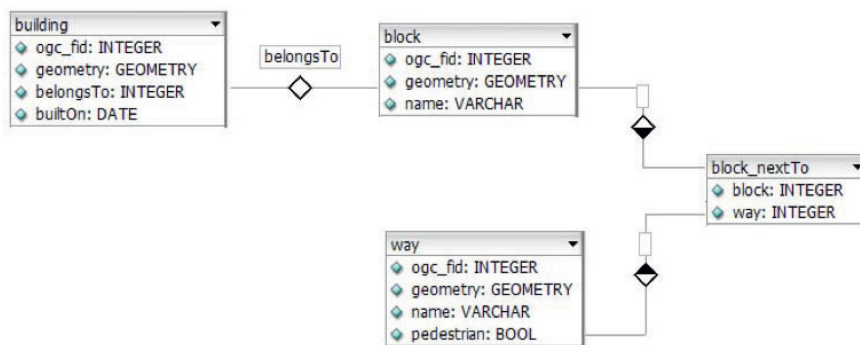 building
ogc_fid: INTEGER
geometry: GEOMETRY
belongsTo: INTEGER
builtOn: DATE
belongsTo
block
ogc_fid: INTEGER
geometry: GEOMETRY
name: VARCHAR
block_nextTo
block: INTEGER
way: INTEGER
way
ogc_fid: INTEGER
geometry: GEOMETRY
name: VARCHAR
pedestrian: BOOL